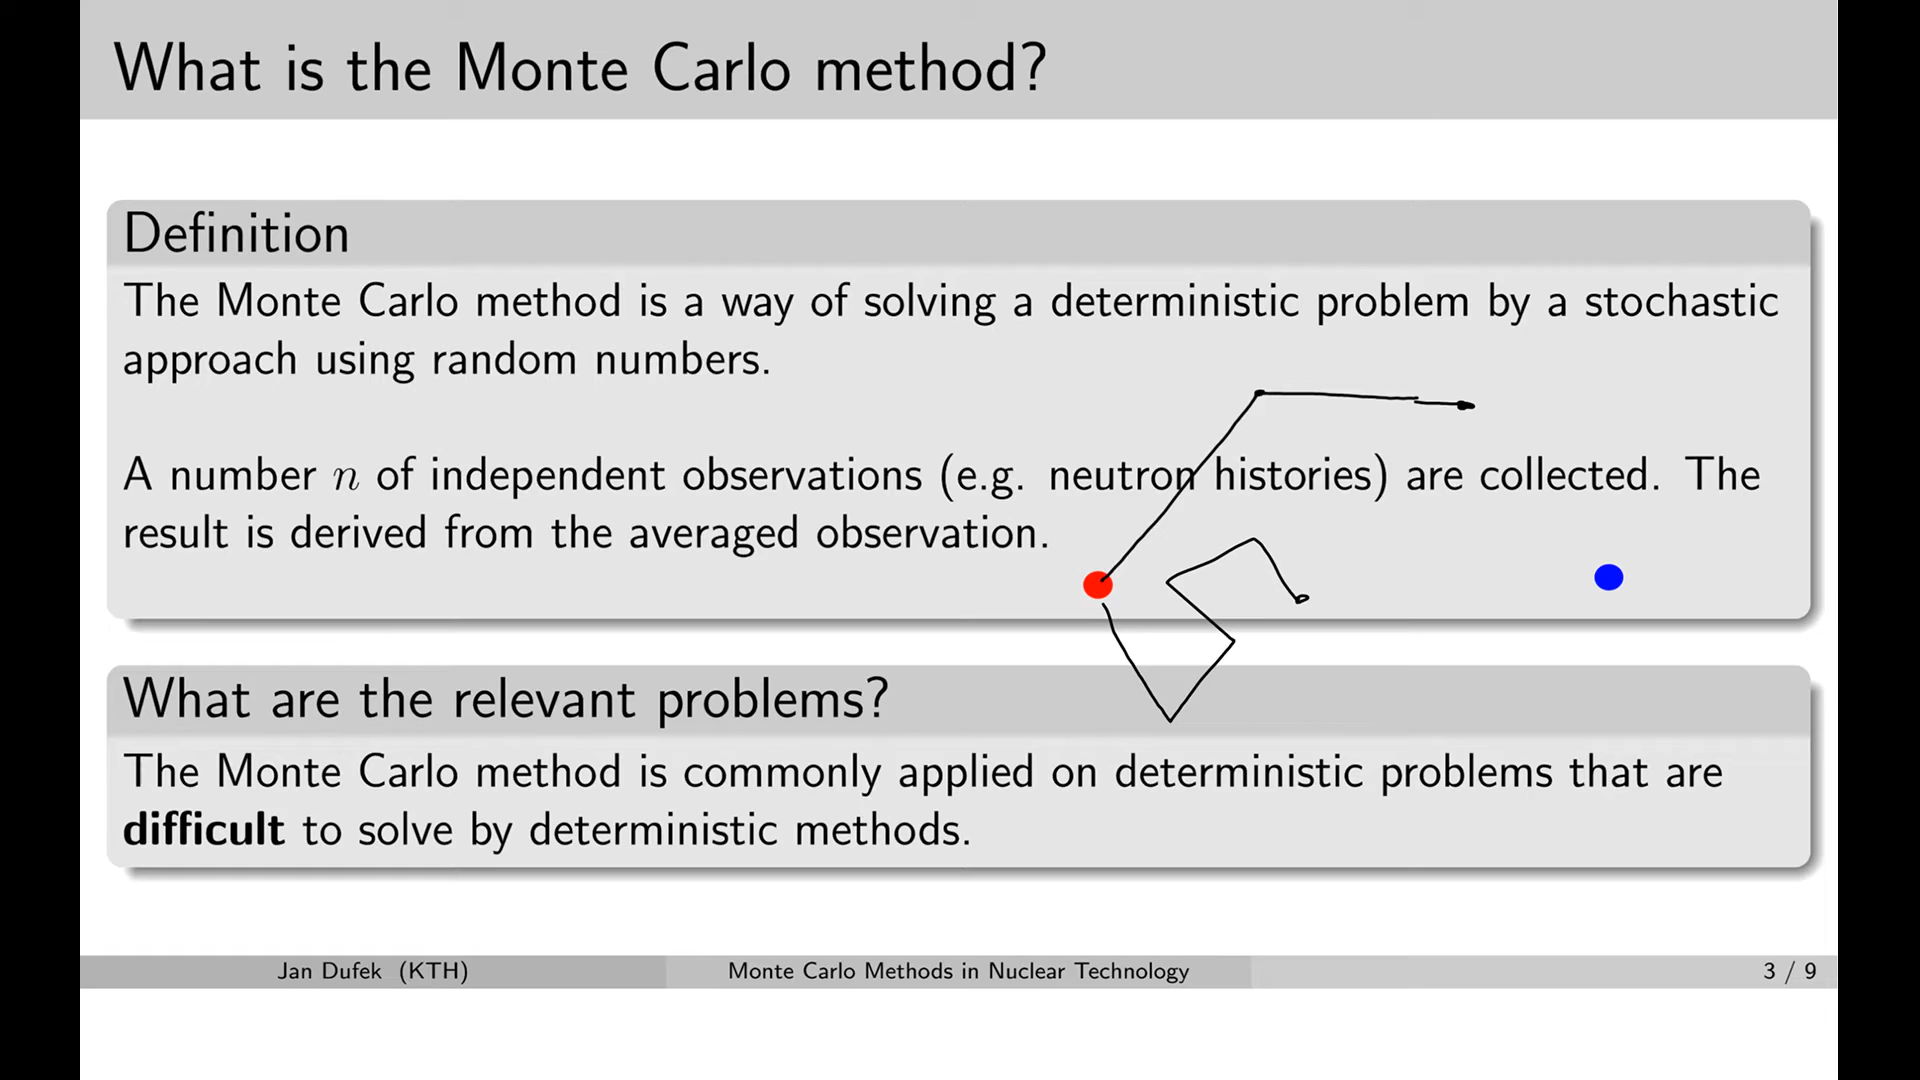 What is the Monte Carlo method?
Definition
The Monte Carlo method is a way of solving a deterministic problem by a stochastic
approach using random numbers.
A number n of independent observations (e.g. neutron histories) are collected. The
result is derived from the averaged observation.
What are the relevant problems?
The Monte Carlo method is commonly applied on deterministic problems that are
difficult to solve by deterministic methods.
Jan Dufek (KTH) Monte Carlo Methods in Nuclear Technology 3 / 9